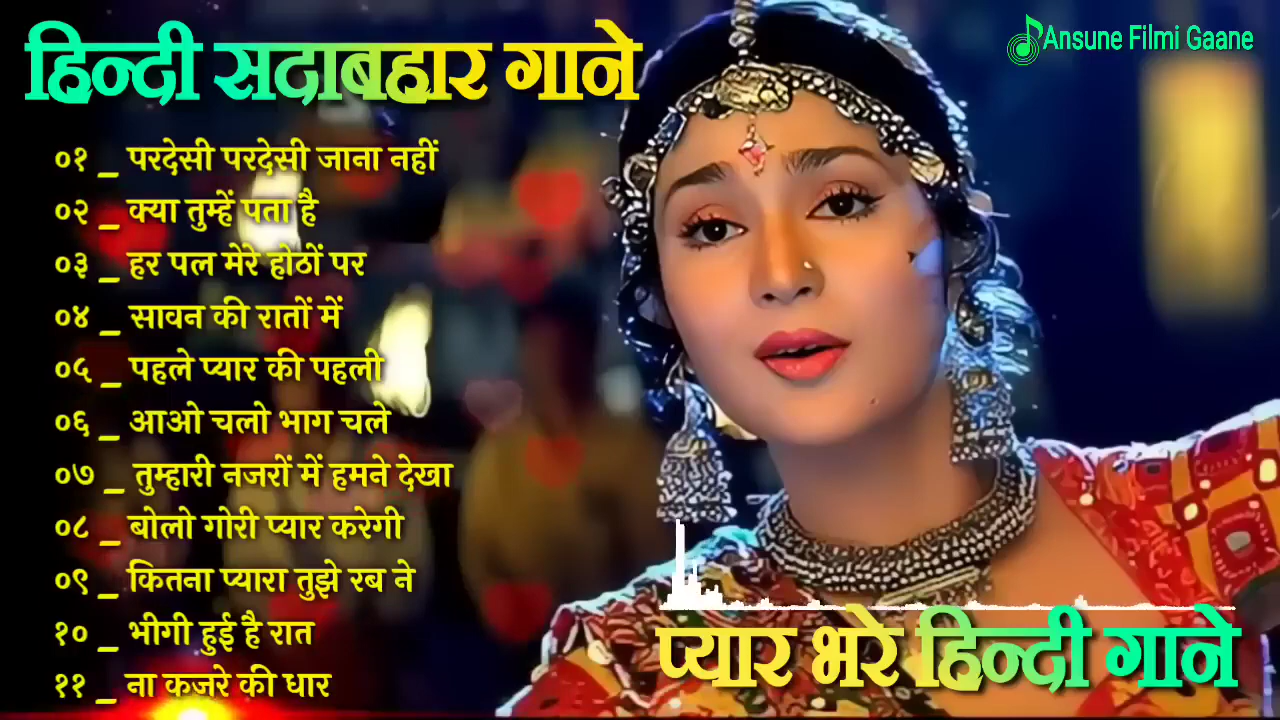 हिन्दी सदाबहार गाने
Ansune Filmi Gaane
०१ _ परदेसी परदेसी जाना नहीं
०२ _ क्या तुम्हें पता है
०३ _ हर पल मेरे होठों पर
०४ _ सावन की रातों में
०५ _ पहले प्यार की पहली
०६ _ आओ चलो भाग चले
०७ _ तुम्हारी नजरों में हमने देखा
०८ _ बोलो गोरी प्यार करेगी
०९ _ कितना प्यारा तुझे रब ने
१० _ भीगी हुई है रात
११ _ ना कजरे की धार
प्यार भरे हिन्दी गाने